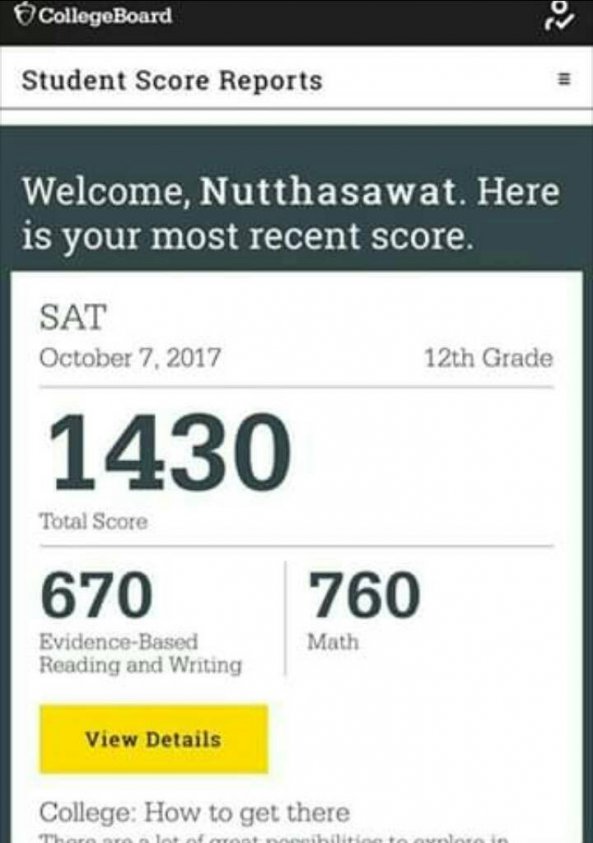 CollegeBoard
Student Score Reports
Welcome, Nutthasawat. Here
is your most recent score.
SAT
October 7, 2017 12th Grade
1430
Total Score
670 760
Evidence-Based Math
Reading and Writing
View Details
College: How to get there
There are a lot of great possibilities to explore in